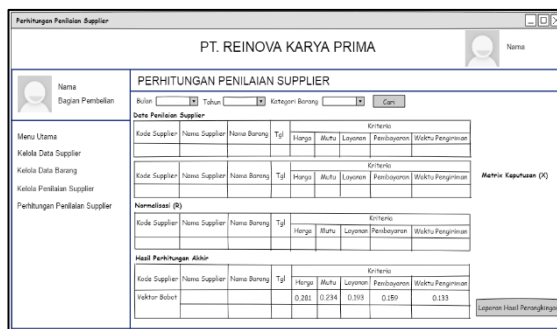 Perhitungan Penilaian Supplier
PT. REINOVA KARYA PRIMA
Nama
Nama
Bagian Pembelian
Menu Utama
Kelola Data Supplier
Kelola Data Barang
Kelola Penilaian Supplier
Perhitungan Penilaian Supplier
PERHITUNGAN PENILAIAN SUPPLIER
Bulan Tahun Kategori Barang Cari
Data Penilaian Supplier
Kode Supplier Nama Supplier Nama Barang Tgl Kriteria
Harga Mutu Layanan Pembayaran Waktu Pengiriman
Matrix Keputusan (X)
Kode Supplier Nama Supplier Nama Barang Tgl Kriteria
Harga Mutu Layanan Pembayaran Waktu Pengiriman
Normalisasi (R)
Kode Supplier Nama Supplier Nama Barang Tgl Kriteria
Harga Mutu Layanan Pembayaran Waktu Pengiriman
Hasil Perhitungan Akhir
Kode Supplier Nama Supplier Nama Barang Tgl Kriteria
Harga Mutu Layanan Pembayaran Waktu Pengiriman
Vektor Bobot 0.281 0.234 0.193 0.159 0.133
Laporan Hasil Perangkingan